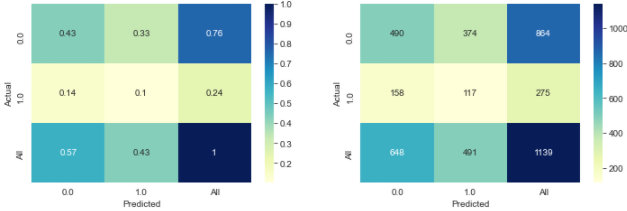 0.0
0.43 0.33 0.76
Actual
1.0
0.14 0.1 0.24
All
0.57 0.43 1
0.0 1.0 All
Predicted
1.0
0.9
0.8
0.7
0.6
0.5
0.4
0.3
0.2
0.0
490 374 864
Actual
1.0
158 117 275
All
648 491 1139
0.0 1.0 All
Predicted
1000
800
600
400
200